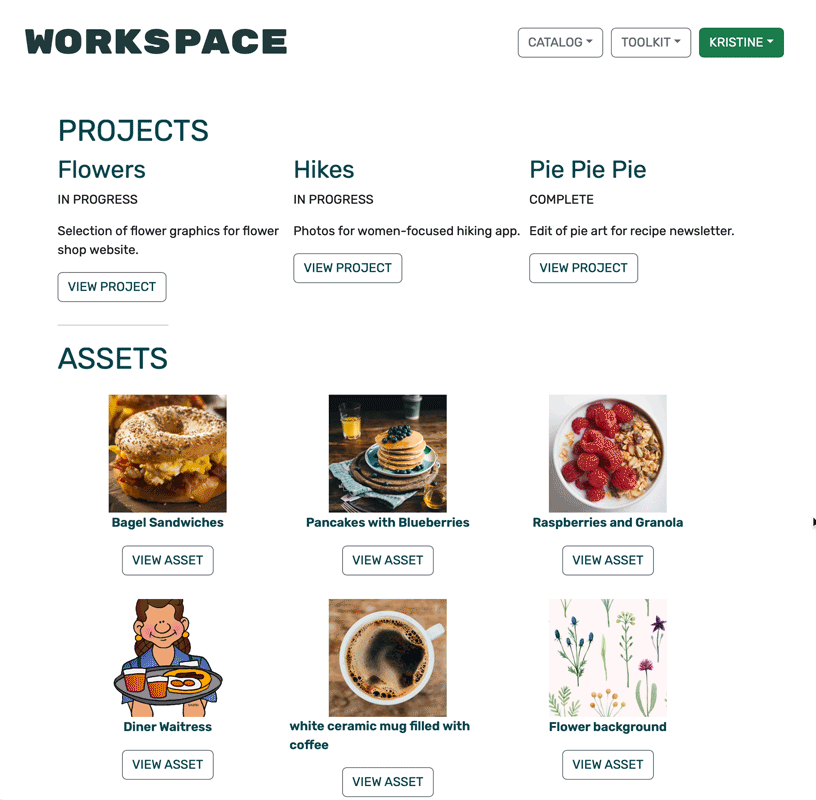 WORKSPACE
CATALOG
TOOLKIT
KRISTINE
PROJECTS
Flowers
IN PROGRESS
Selection of flower graphics for flower
shop website.
VIEW PROJECT
Hikes
IN PROGRESS
Photos for women-focused hiking app.
VIEW PROJECT
Pie Pie Pie
COMPLETE
Edit of pie art for recipe newsletter.
VIEW PROJECT
ASSETS
Bagel Sandwiches
VIEW ASSET
Pancakes with Blueberries
VIEW ASSET
Raspberries and Granola
VIEW ASSET
Diner Waitress
VIEW ASSET
white ceramic mug filled with
coffee
VIEW ASSET
Flower background
VIEW ASSET